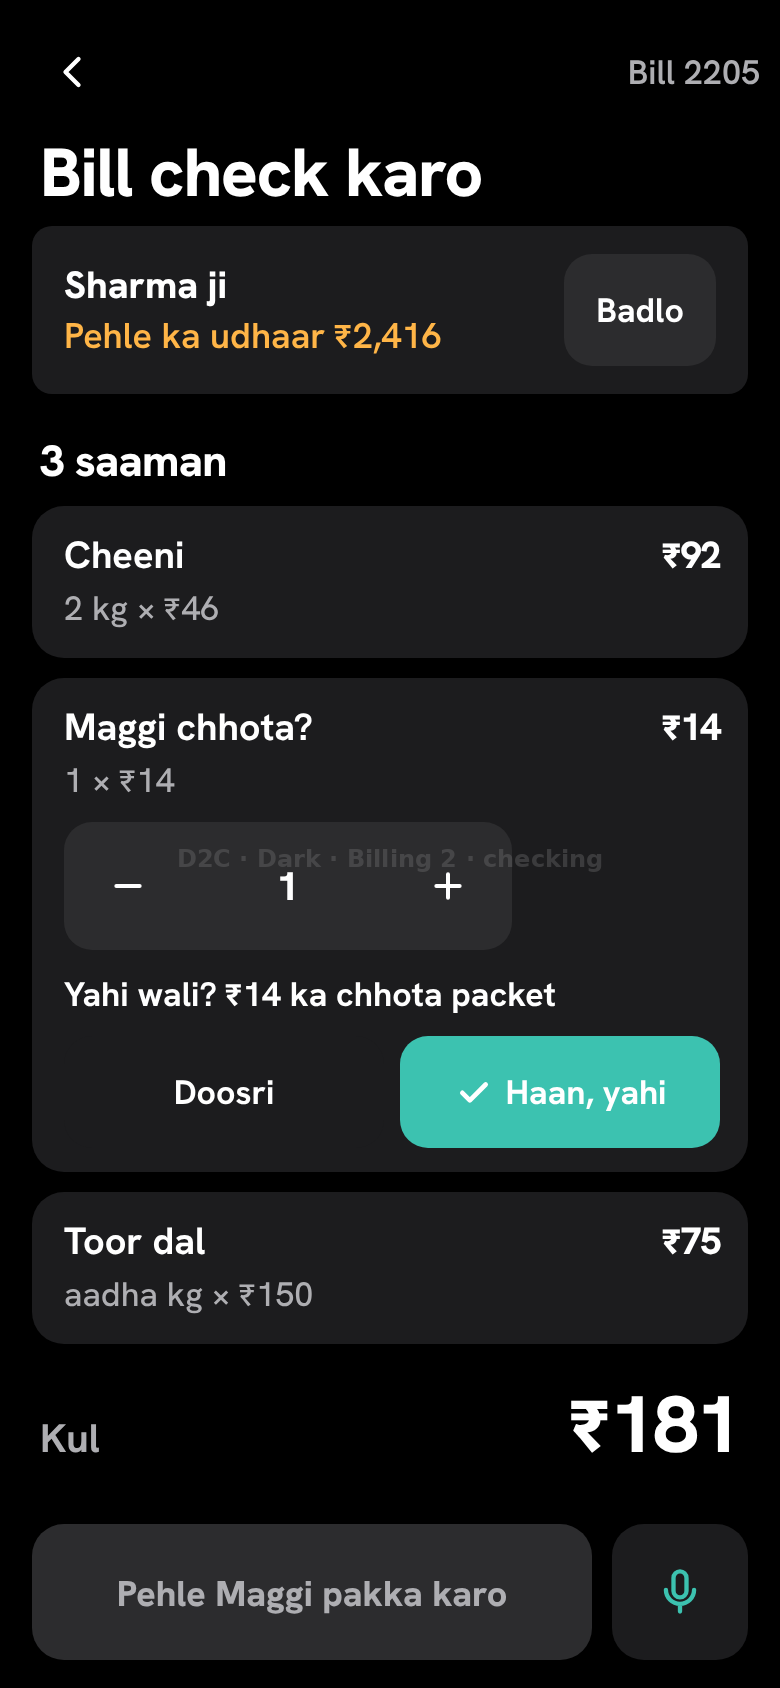 Bill 2205
Bill check karo
Sharma ji
Pehle ka udhaar ₹2,416
Badlo
3 saaman
Cheeni
₹92
2 kg × ₹46
Maggi chhota?
₹14
1 × ₹14
D2C · Dark · Billing 2 · checking
− 1 +
Yahi wali? ₹14 ka chhota packet
Doosri
Haan, yahi
Toor dal
₹75
aadha kg × ₹150
Kul
₹181
Pehle Maggi pakka karo